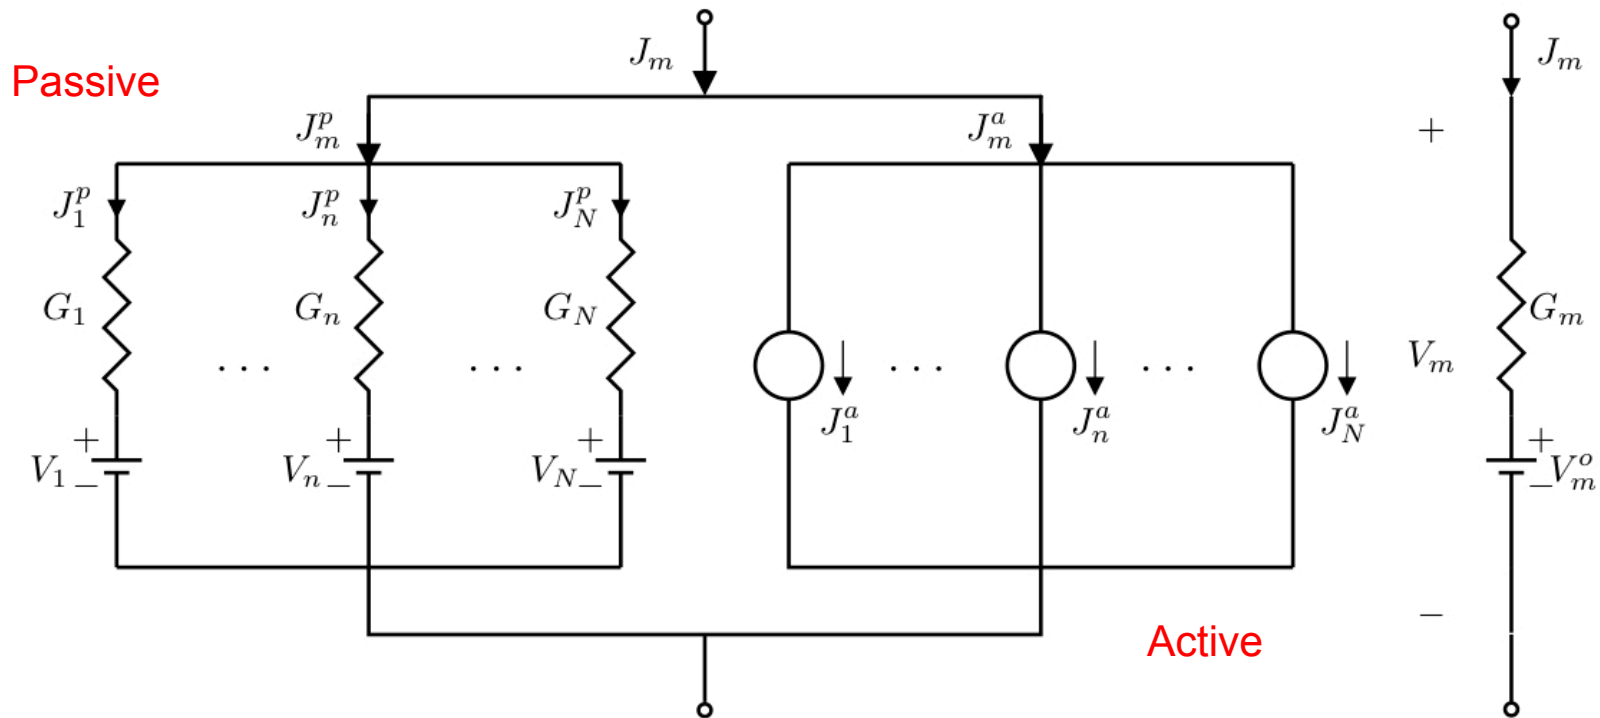 Passive
J_m
J_m^p
J_m^a
J_1^p
J_n^p
J_N^p
G_1
G_n
G_N
· · ·
· · ·
· · ·
· · ·
J_1^a
J_n^a
J_N^a
+
V_1
−
+
V_n
−
+
V_N
−
Active
J_m
+
G_m
V_m
+
V_m^o
−
−